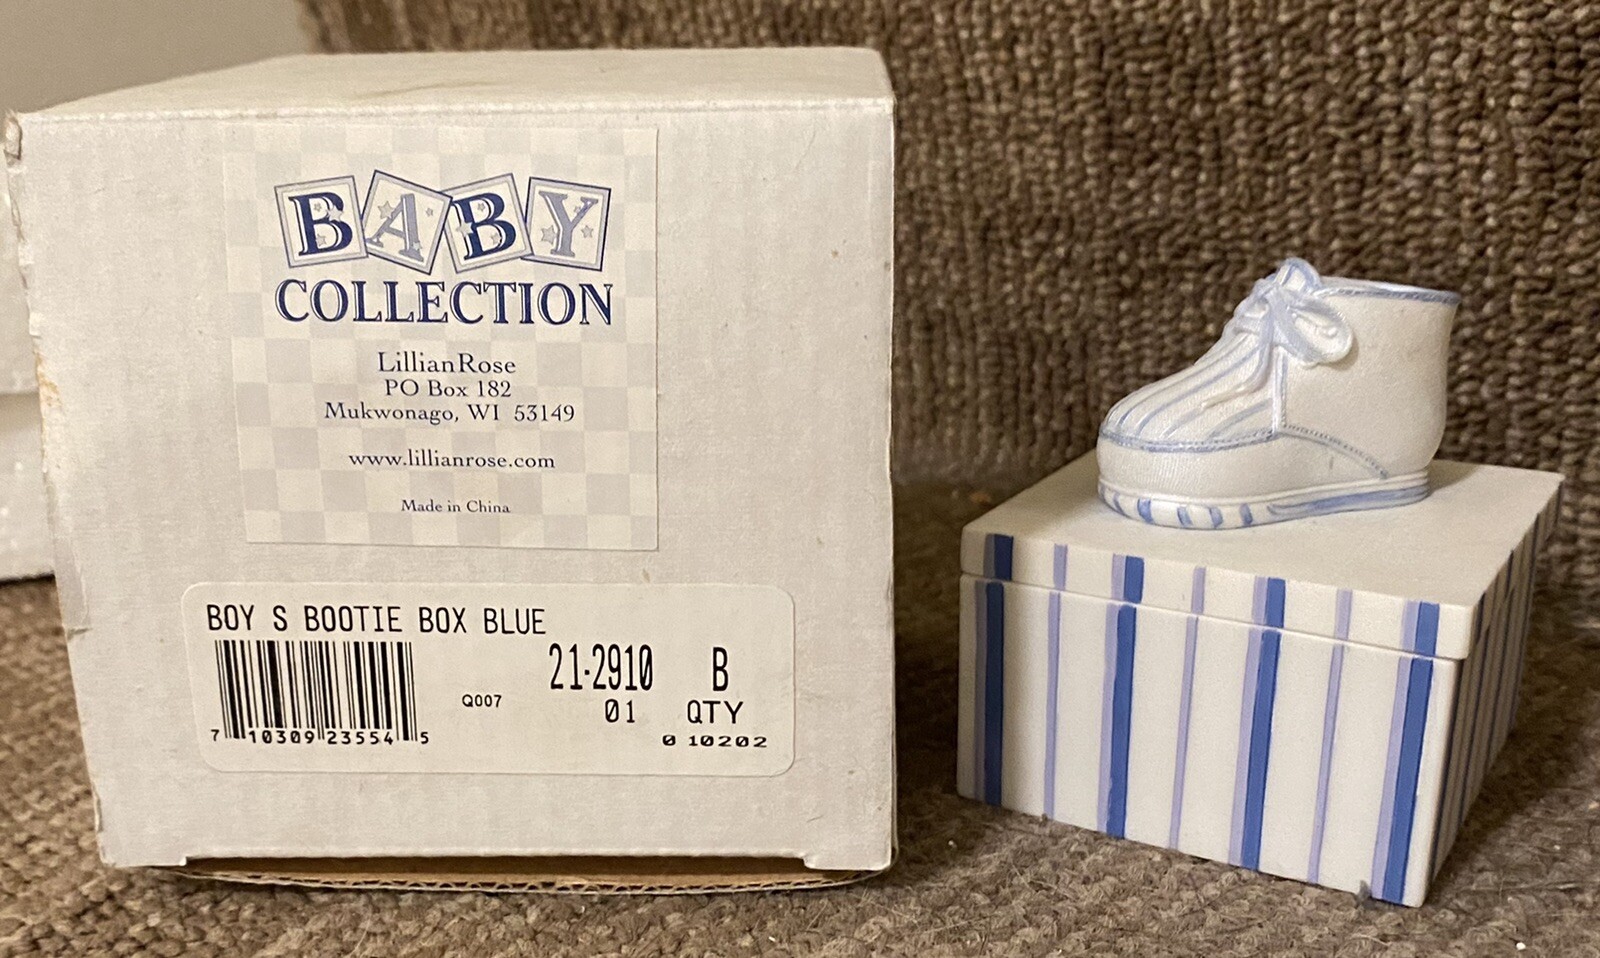 BABY
COLLECTION
LillianRose
PO Box 182
Mukwonago, WI 53149
www.lillianrose.com
Made in China
BOY S BOOTIE BOX BLUE
21-2910 B
Q007 01 QTY
7 10309 23554 5 0 10202